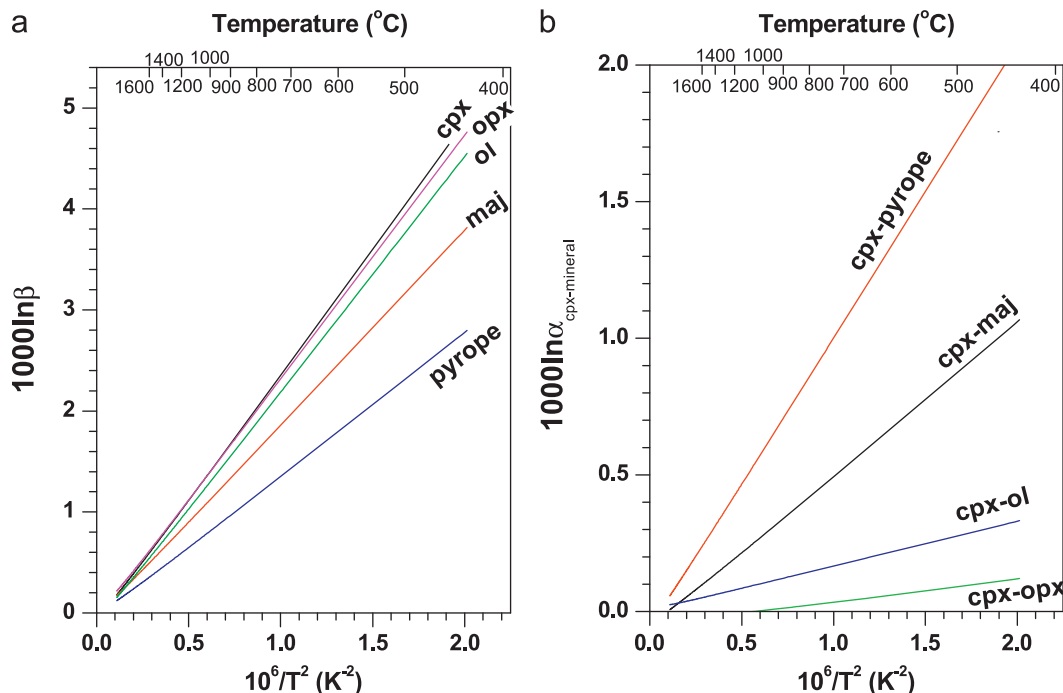 a
Temperature (°C)
1400 1000
1600 1200 900 800 700 600 500 400
5
4
3
2
1
0
1000lnβ
cpx
opx
ol
maj
pyrope
0.0 0.5 1.0 1.5 2.0
10⁶/T² (K⁻²)
b
Temperature (°C)
1400 1000
1600 1200 900 800 700 600 500 400
2.0
1.5
1.0
0.5
0.0
1000lnα cpx-mineral
cpx-pyrope
cpx-maj
cpx-ol
cpx-opx
0.0 0.5 1.0 1.5 2.0
10⁶/T² (K⁻²)